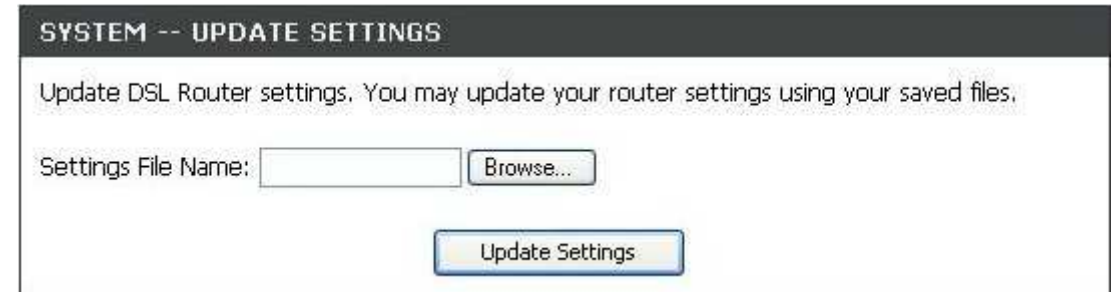 SYSTEM -- UPDATE SETTINGS
Update DSL Router settings. You may update your router settings using your saved files.
Settings File Name: Browse...
Update Settings